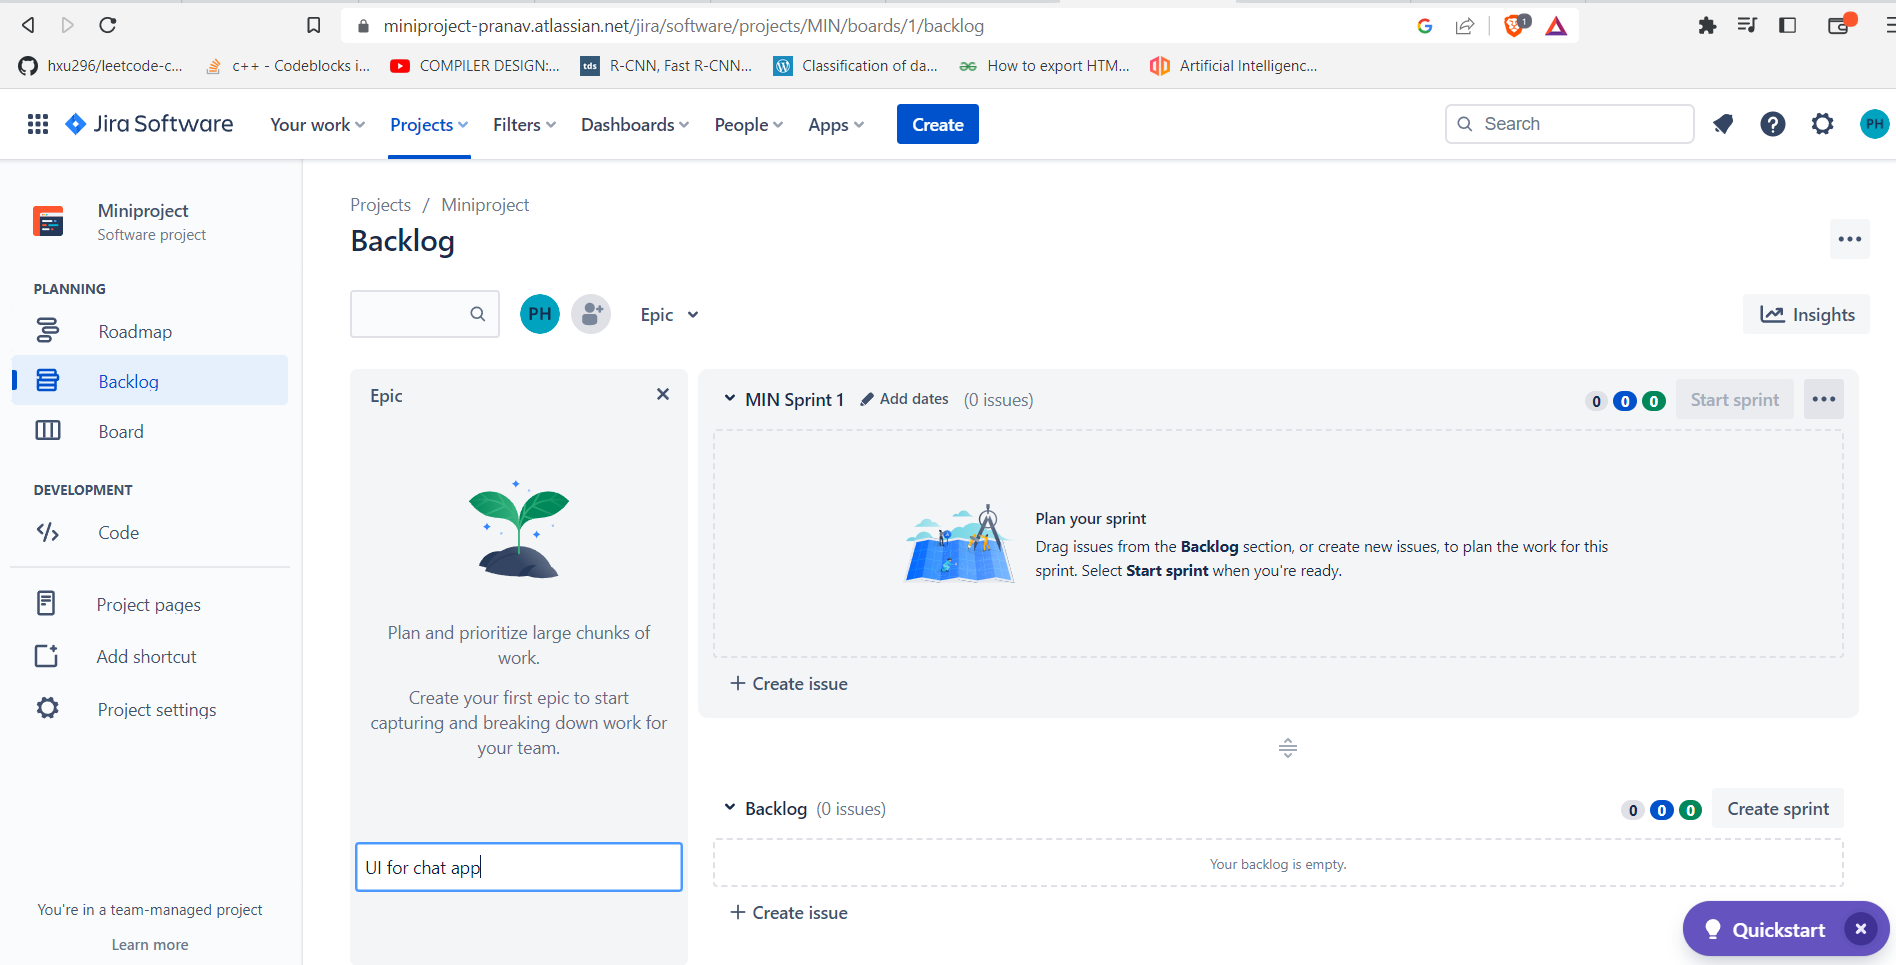 miniproject-pranav.atlassian.net/jira/software/projects/MIN/boards/1/backlog
1
hxu296/leetcode-c...
c++ - Codeblocks i...
COMPILER DESIGN:...
tds R-CNN, Fast R-CNN...
Classification of da...
How to export HTM...
Artificial Intelligenc...
Jira Software
Your work
Projects
Filters
Dashboards
People
Apps
Create
Search
PH
Miniproject
Software project
PLANNING
Roadmap
Backlog
Board
DEVELOPMENT
Code
Project pages
Add shortcut
Project settings
You're in a team-managed project
Learn more
Projects / Miniproject
Backlog
PH
Epic
Insights
Epic
Plan and prioritize large chunks of
work.
Create your first epic to start
capturing and breaking down work for
your team.
UI for chat app
MIN Sprint 1 Add dates (0 issues)
0 0 0 Start sprint
Plan your sprint
Drag issues from the Backlog section, or create new issues, to plan the work for this
sprint. Select Start sprint when you're ready.
+ Create issue
Backlog (0 issues)
0 0 0 Create sprint
Your backlog is empty.
+ Create issue
Quickstart